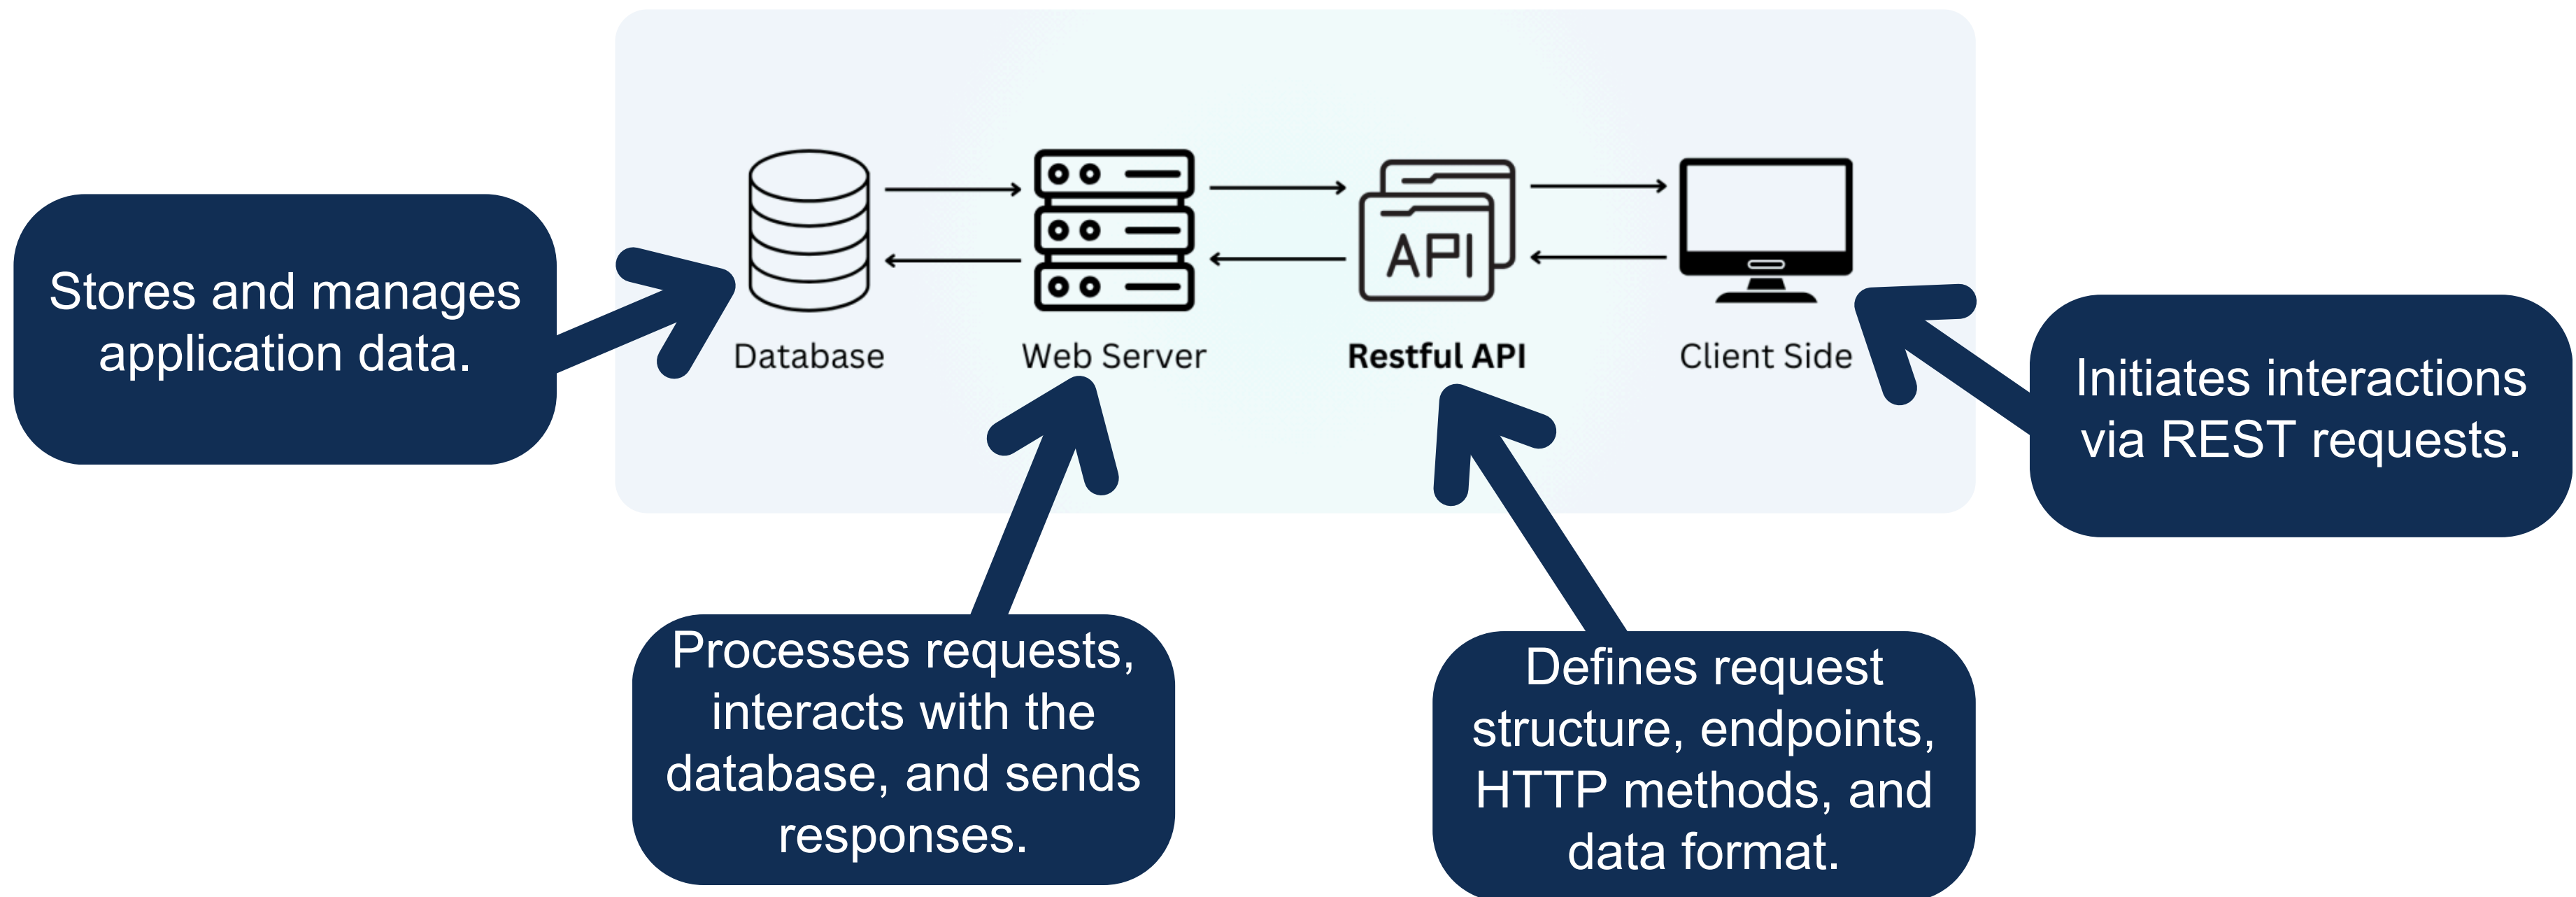 API
Database
Web Server
Restful API
Client Side
Stores and manages
application data.
Initiates interactions
via REST requests.
Processes requests,
interacts with the
database, and sends
responses.
Defines request
structure, endpoints,
HTTP methods, and
data format.